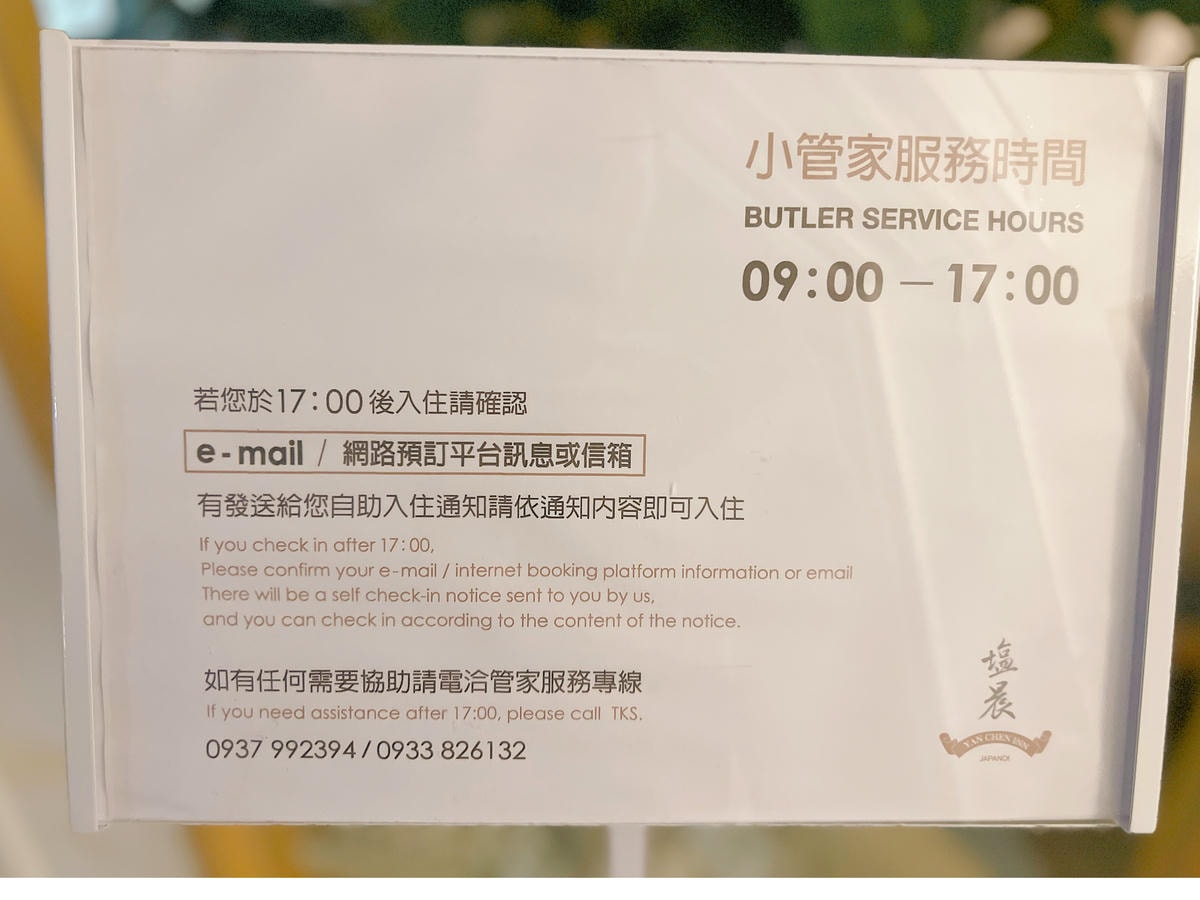 小管家服務時間
BUTLER SERVICE HOURS
09:00 — 17:00
若您於17:00後入住請確認
e-mail / 網路預訂平台訊息或信箱
有發送給您自助入住通知請依通知內容即可入住
If you check in after 17:00,
Please confirm your e-mail / internet booking platform information or email
There will be a self check-in notice sent to you by us,
and you can check in according to the content of the notice.
如有任何需要協助請電洽管家服務專線
If you need assistance after 17:00, please call TKS.
0937 992394 / 0933 826132
塩
晨
YAN CHEN INN
JAPANDI